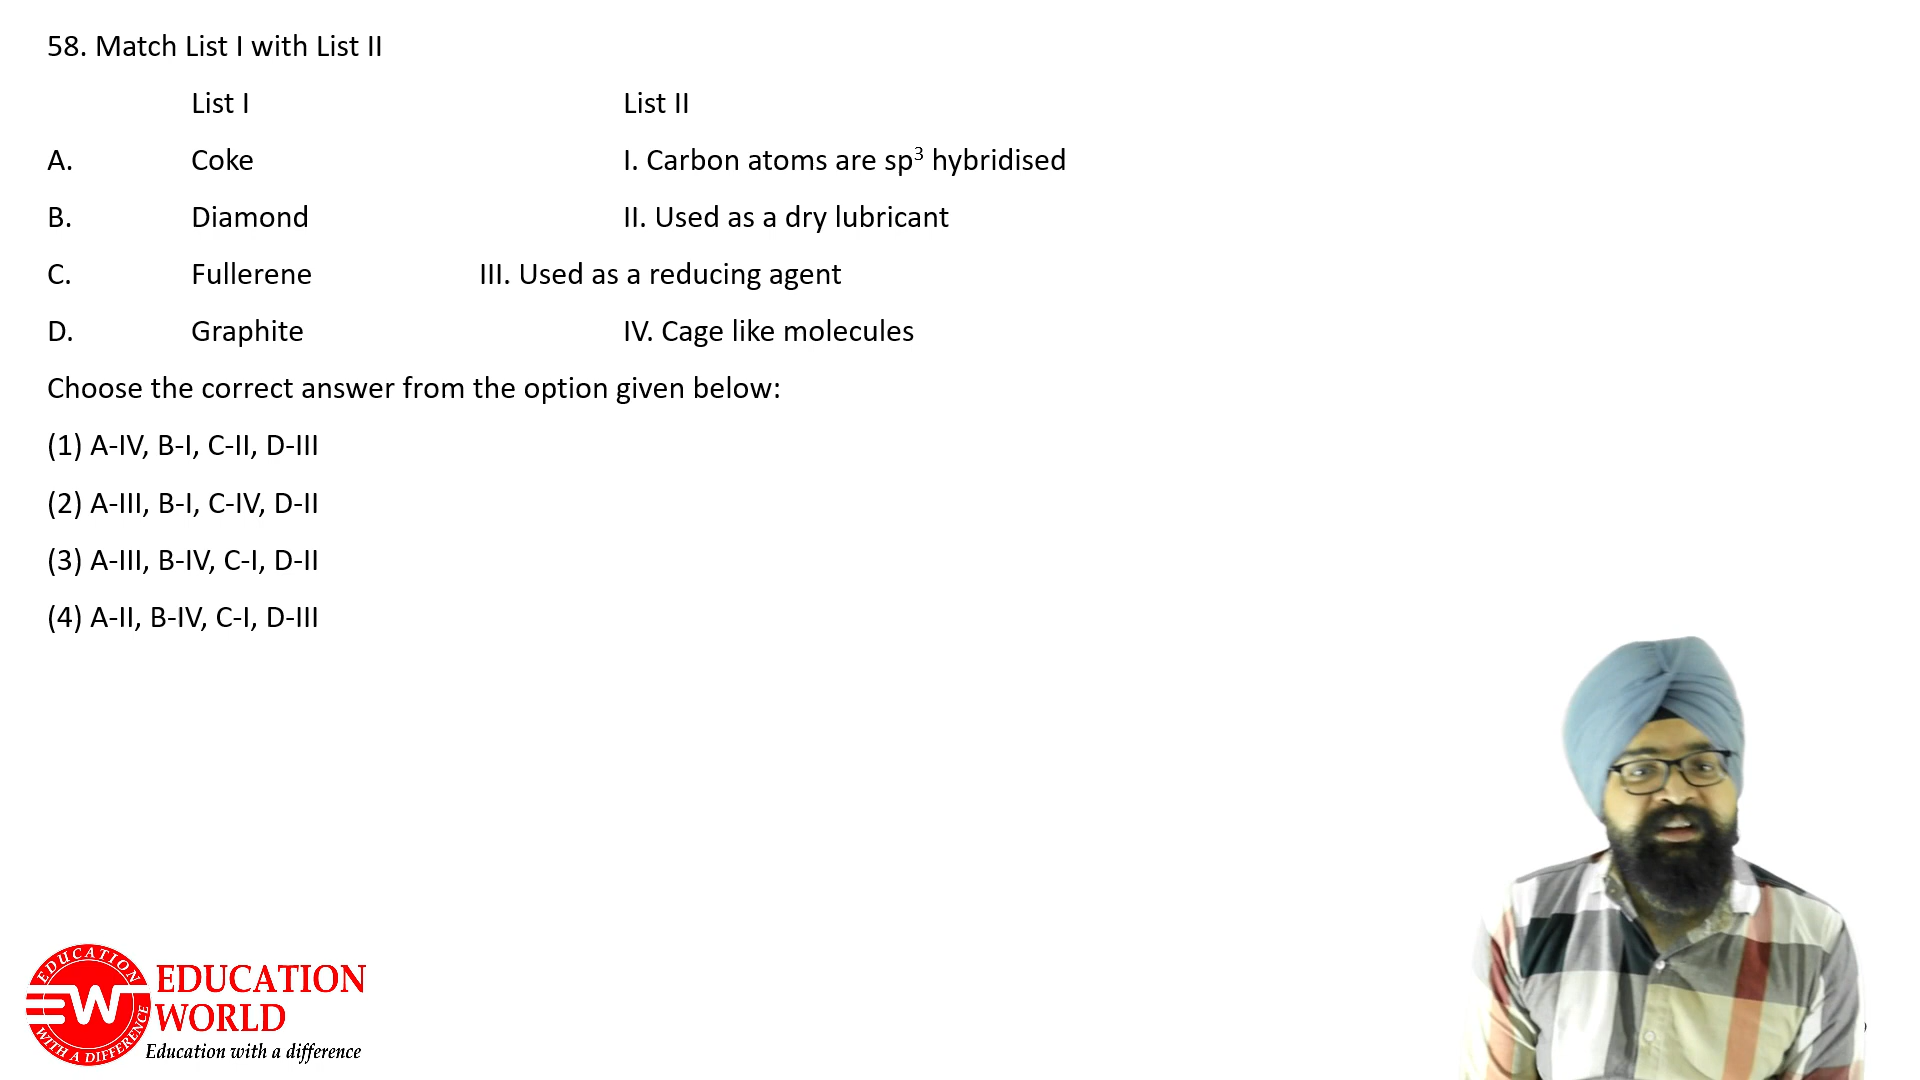 58. Match List I with List II
List I List II
A. Coke I. Carbon atoms are sp³ hybridised
B. Diamond II. Used as a dry lubricant
C. Fullerene III. Used as a reducing agent
D. Graphite IV. Cage like molecules
Choose the correct answer from the option given below:
(1) A-IV, B-I, C-II, D-III
(2) A-III, B-I, C-IV, D-II
(3) A-III, B-IV, C-I, D-II
(4) A-II, B-IV, C-I, D-III
EDUCATION
EW
WITH A DIFFERENCE
EDUCATION
WORLD
Education with a difference